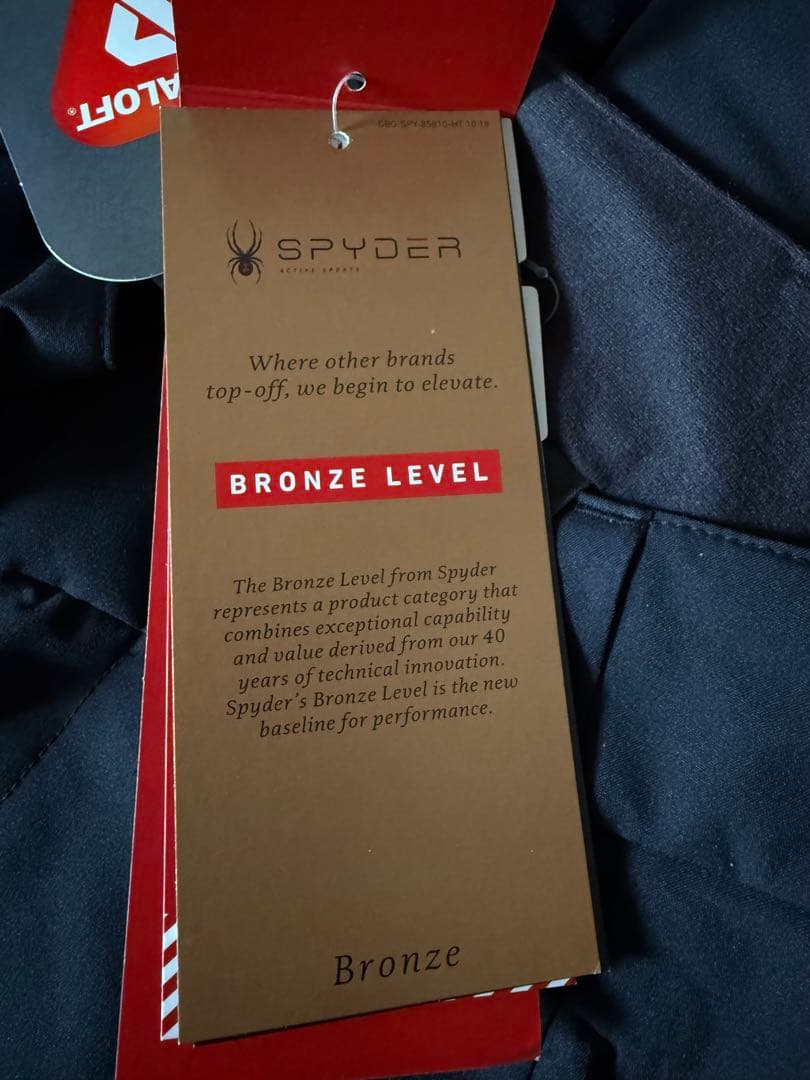 ALOFT®
SPYDER
ACTIVE SPORTS
Where other brands
top-off, we begin to elevate.
BRONZE LEVEL
The Bronze Level from Spyder
represents a product category that
combines exceptional capability
and value derived from our 40
years of technical innovation.
Spyder's Bronze Level is the new
baseline for performance.
Bronze